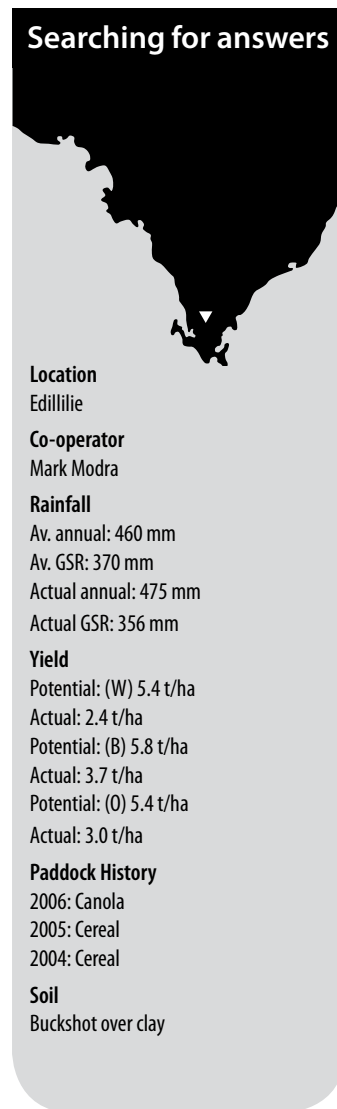 Searching for answers
Location
Edillilie
Co-operator
Mark Modra
Rainfall
Av. annual: 460 mm
Av. GSR: 370 mm
Actual annual: 475 mm
Actual GSR: 356 mm
Yield
Potential: (W) 5.4 t/ha
Actual: 2.4 t/ha
Potential: (B) 5.8 t/ha
Actual: 3.7 t/ha
Potential: (O) 5.4 t/ha
Actual: 3.0 t/ha
Paddock History
2006: Canola
2005: Cereal
2004: Cereal
Soil
Buckshot over clay